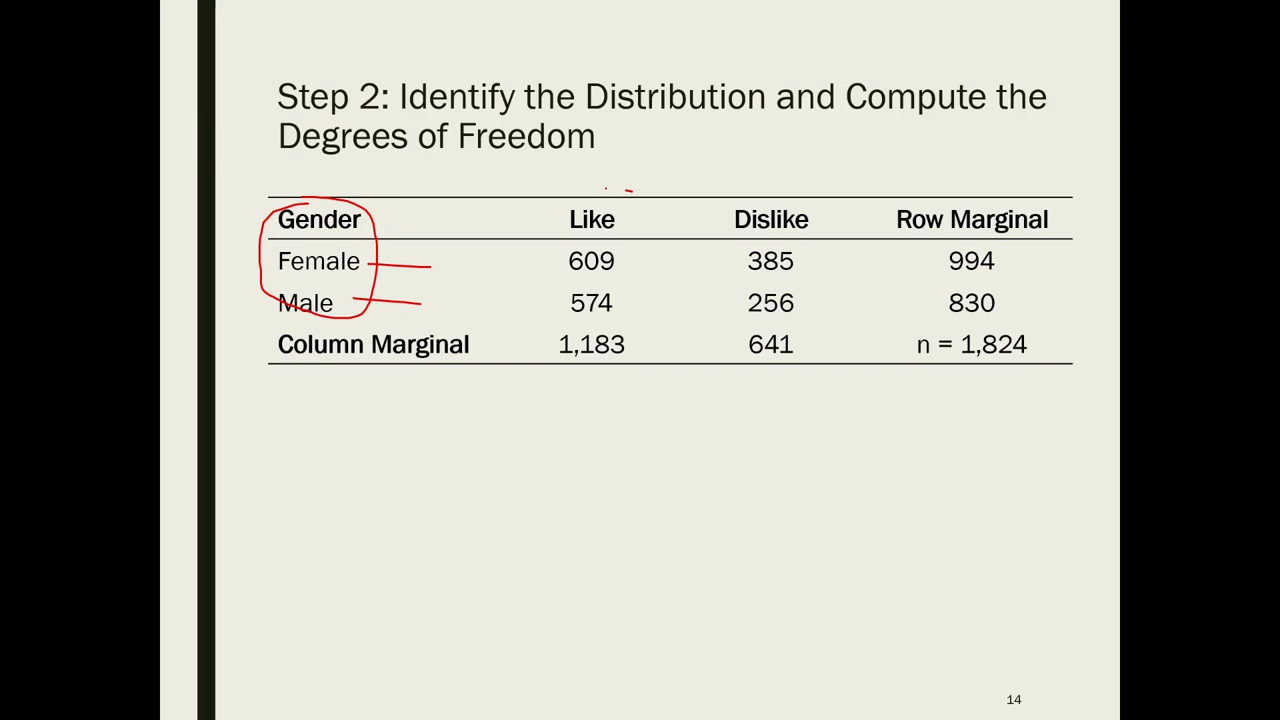 Step 2: Identify the Distribution and Compute the
Degrees of Freedom
Gender Like Dislike Row Marginal
Female 609 385 994
Male 574 256 830
Column Marginal 1,183 641 n = 1,824
14